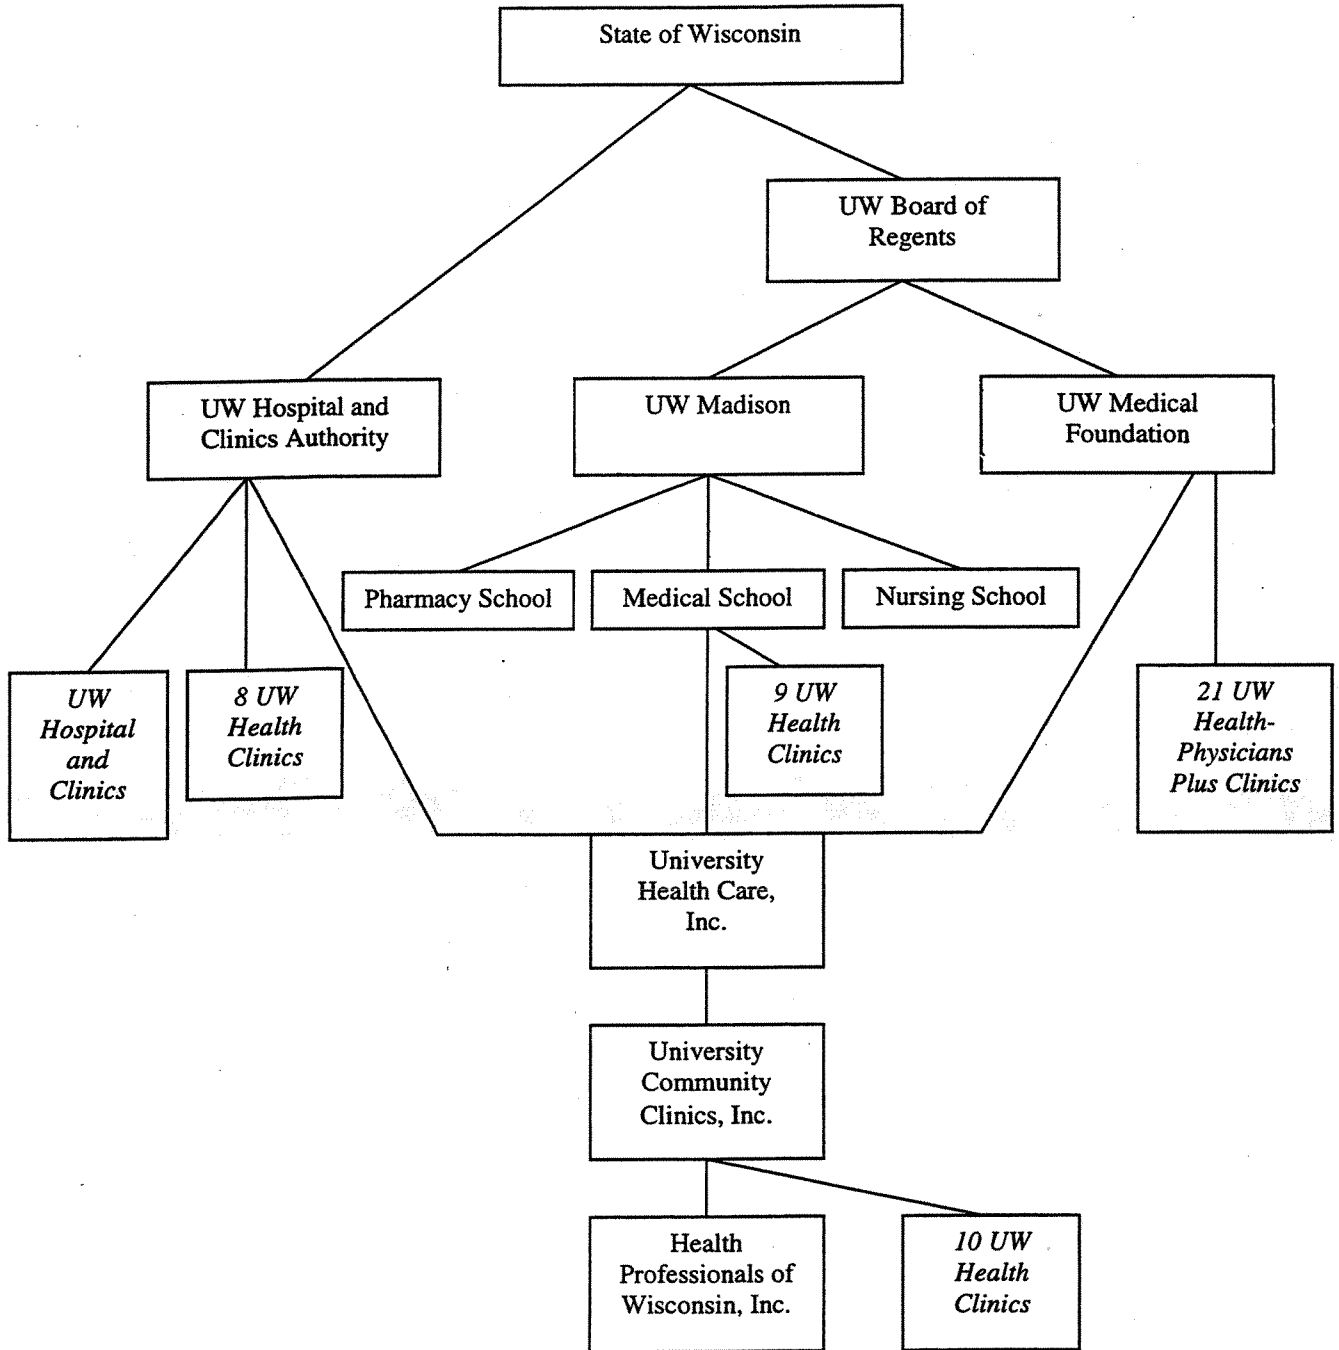 State of Wisconsin
UW Board of
Regents
UW Hospital and
Clinics Authority
UW Madison
UW Medical
Foundation
Pharmacy School
Medical School
Nursing School
UW
Hospital
and
Clinics
8 UW
Health
Clinics
9 UW
Health
Clinics
21 UW
Health-
Physicians
Plus Clinics
University
Health Care,
Inc.
University
Community
Clinics, Inc.
Health
Professionals of
Wisconsin, Inc.
10 UW
Health
Clinics